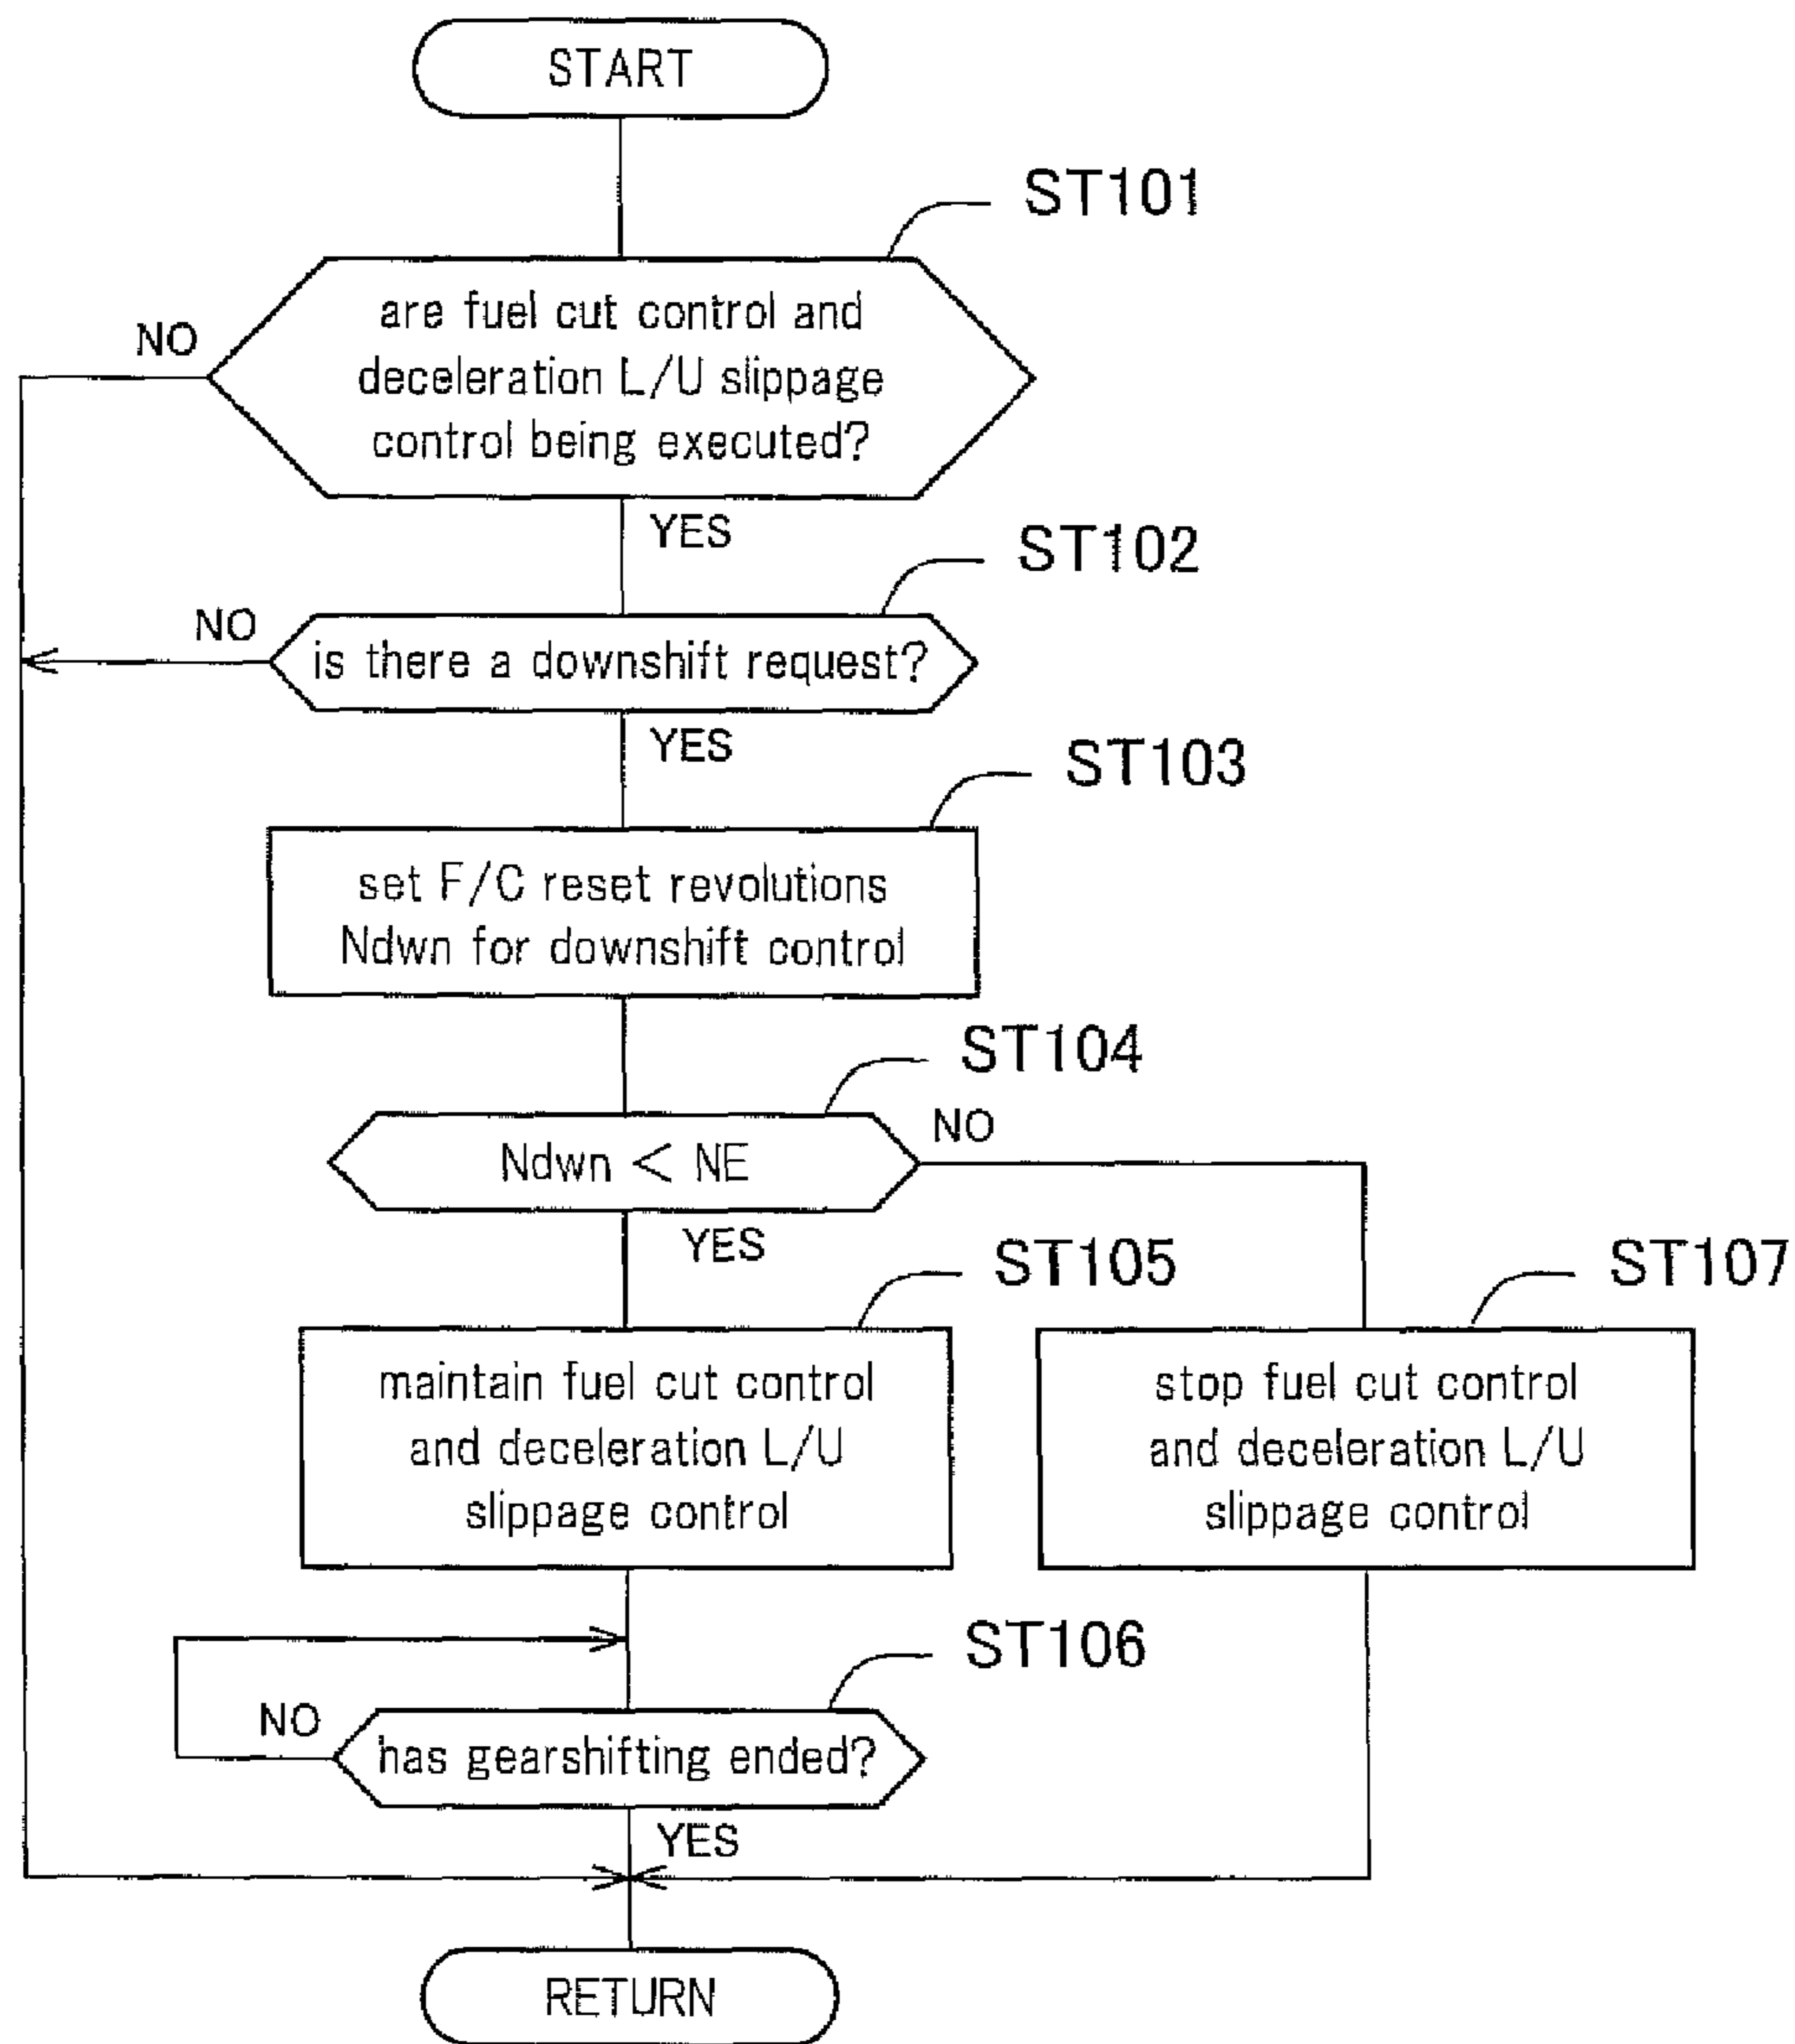 START
ST101
are fuel cut control and
deceleration L/U slippage
control being executed?
NO
YES
ST102
NO
is there a downshift request?
YES
ST103
set F/C reset revolutions
Ndwn for downshift control
ST104
Ndwn < NE
NO
YES
ST105
maintain fuel cut control
and deceleration L/U
slippage control
ST107
stop fuel cut control
and deceleration L/U
slippage control
ST106
NO
has gearshifting ended?
YES
RETURN